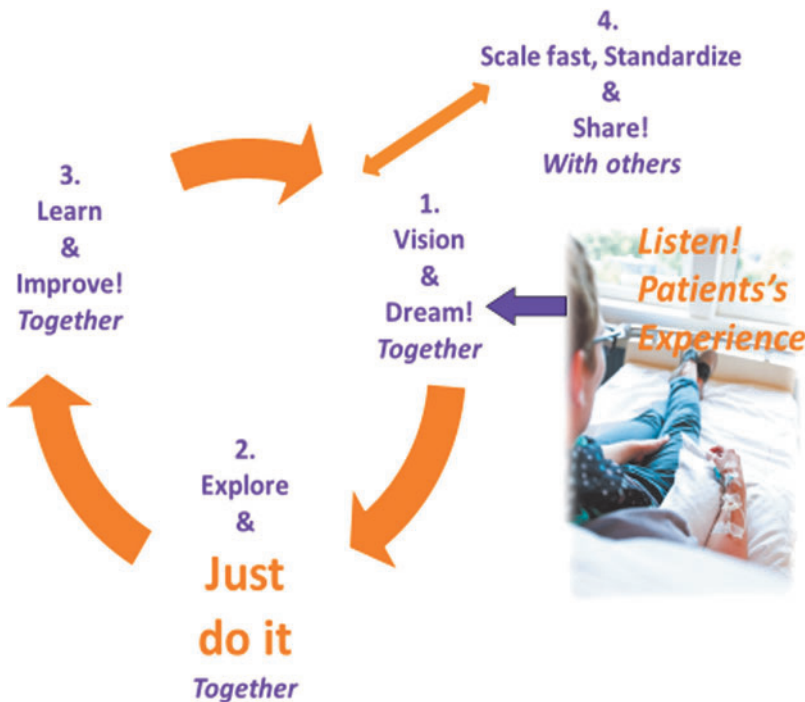 4.
Scale fast, Standardize
&
Share!
With others
3.
Learn
&
Improve!
Together
1.
Vision
&
Dream!
Together
Listen!
Patients's
Experience
2.
Explore
&
Just
do it
Together